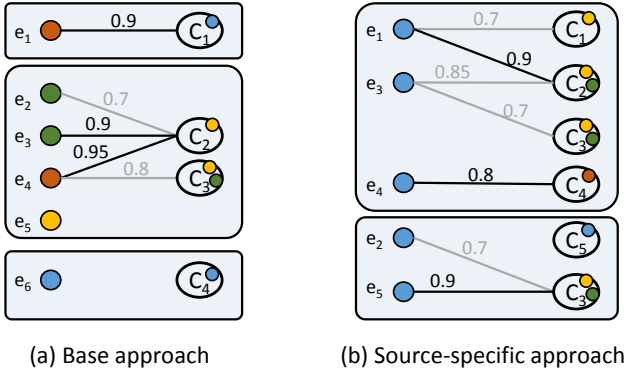 e1 0.9 C1
e2 0.7
e3 0.9 C2
0.95
e4 0.8 C3
e5
e6 C4
(a) Base approach
e1 0.7 C1
0.9
e3 0.85 C2
0.7
C3
e4 0.8 C4
e2 0.7 C5
e5 0.9 C3
(b) Source-specific approach